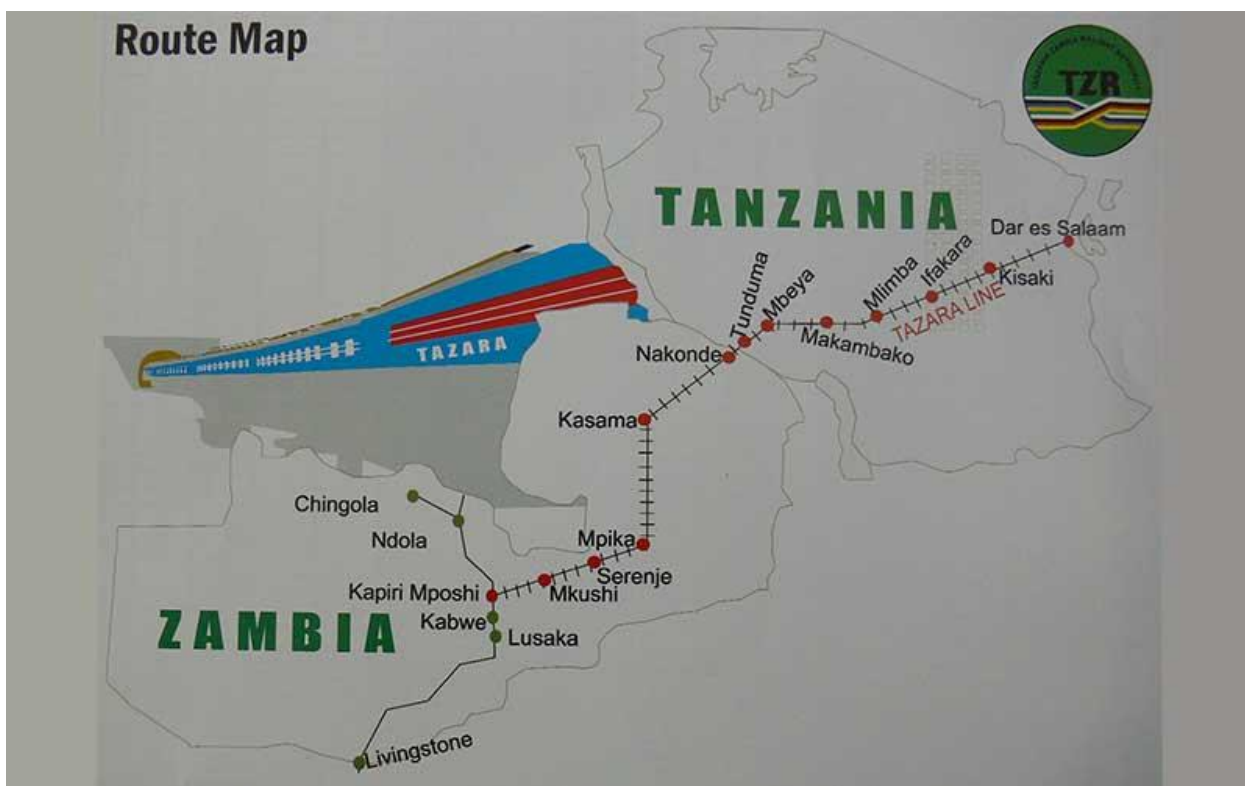 Route Map
TZR
TANZANIA
Dar es Salaam
Kisaki
Ifakara
Mlimba
TAZARA LINE
Makambako
Mbeya
Tunduma
Nakonde
TAZARA
Kasama
Chingola
Ndola
Mpika
Serenje
Mkushi
Kapiri Mposhi
ZAMBIA
Kabwe
Lusaka
Livingstone